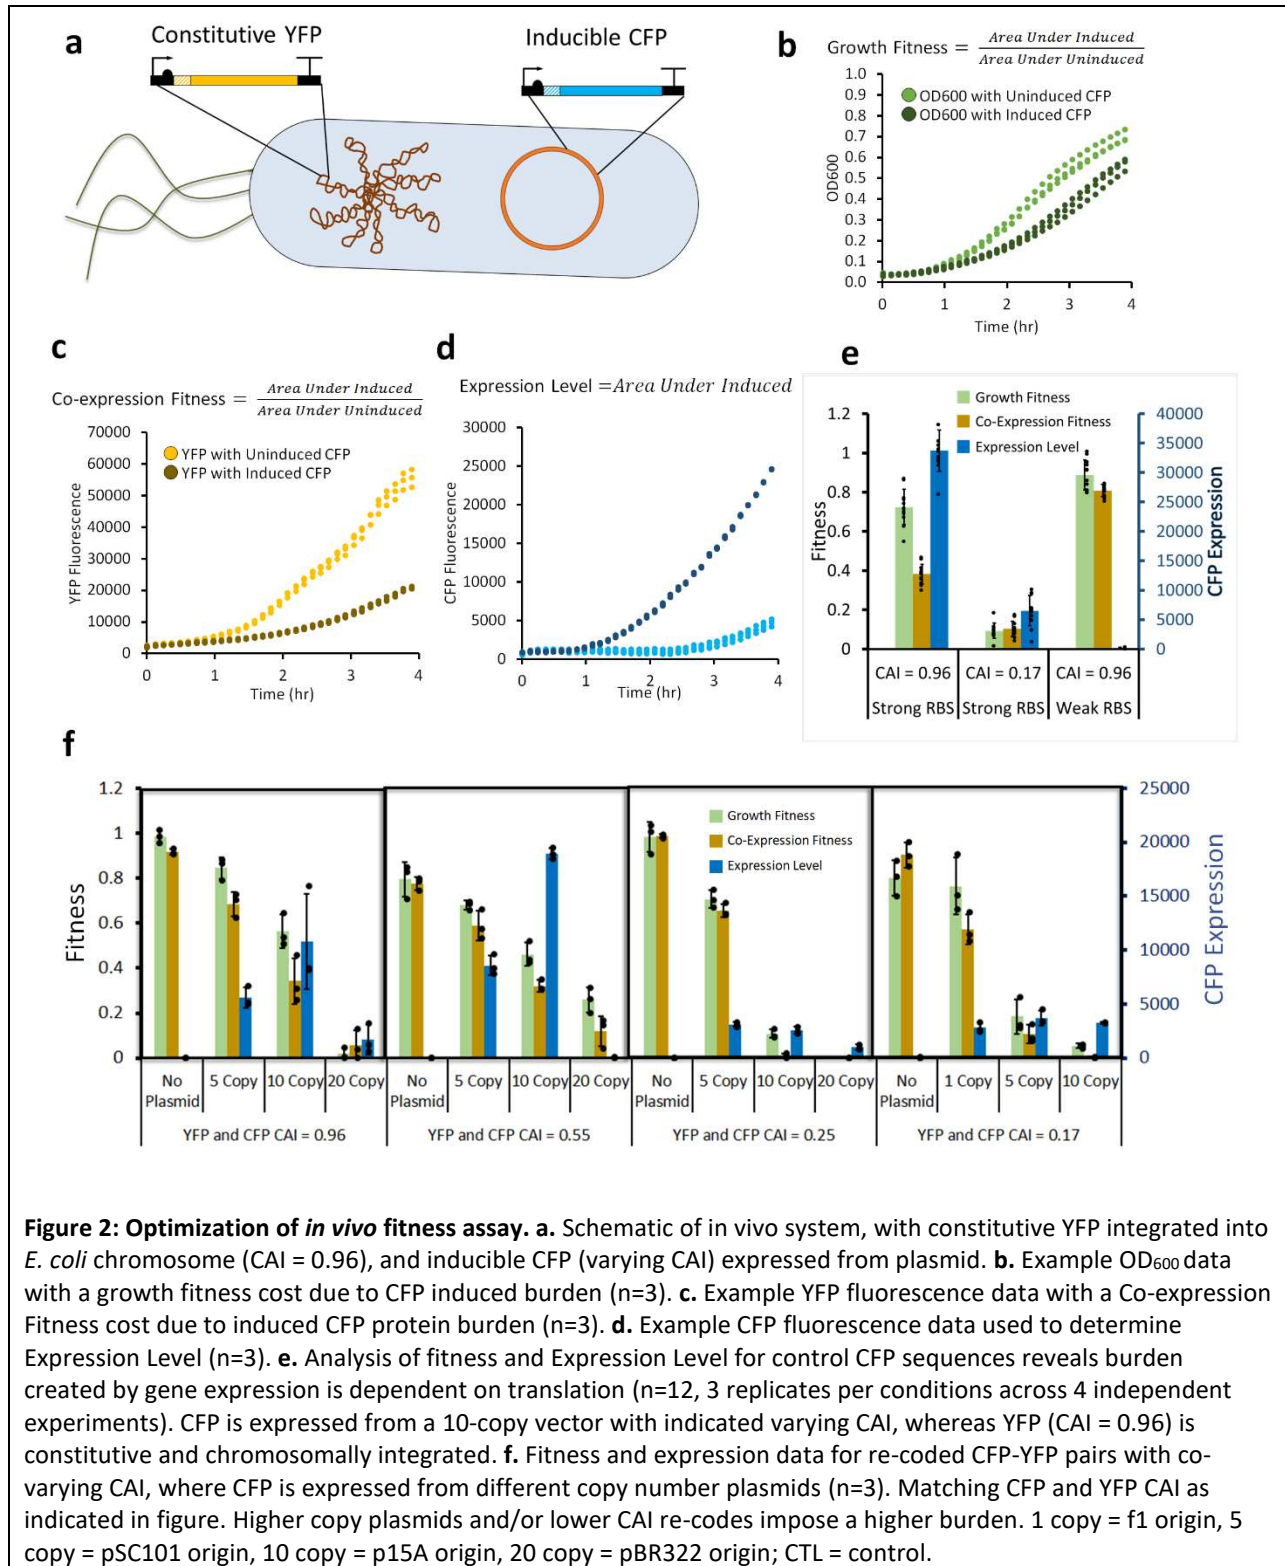 a
Constitutive YFP
Inducible CFP
b
Growth Fitness = Area Under Induced / Area Under Uninduced
1.0
0.9
0.8
0.7
0.6
0.5
0.4
0.3
0.2
0.1
0.0
OD600
OD600 with Uninduced CFP
OD600 with Induced CFP
0 1 2 3 4
Time (hr)
c
Co-expression Fitness = Area Under Induced / Area Under Uninduced
70000
60000
50000
40000
30000
20000
10000
0
YFP Fluorescence
YFP with Uninduced CFP
YFP with Induced CFP
0 1 2 3 4
Time (hr)
d
Expression Level = Area Under Induced
30000
25000
20000
15000
10000
5000
0
CFP Fluorescence
0 1 2 3 4
Time (hr)
e
Growth Fitness
Co-Expression Fitness
Expression Level
1.2
1
0.8
0.6
0.4
0.2
0
Fitness
40000
35000
30000
25000
20000
15000
10000
5000
0
CFP Expression
CAI = 0.96 CAI = 0.17 CAI = 0.96
Strong RBS Strong RBS Weak RBS
f
1.2
1
0.8
0.6
0.4
0.2
0
Fitness
Growth Fitness
Co-Expression Fitness
Expression Level
25000
20000
15000
10000
5000
0
CFP Expression
No Plasmid 5 Copy 10 Copy 20 Copy No Plasmid 5 Copy 10 Copy 20 Copy No Plasmid 5 Copy 10 Copy 20 Copy No Plasmid 1 Copy 5 Copy 10 Copy
YFP and CFP CAI = 0.96 YFP and CFP CAI = 0.55 YFP and CFP CAI = 0.25 YFP and CFP CAI = 0.17
Figure 2: Optimization of in vivo fitness assay. a. Schematic of in vivo system, with constitutive YFP integrated into
E. coli chromosome (CAI = 0.96), and inducible CFP (varying CAI) expressed from plasmid. b. Example OD600 data
with a growth fitness cost due to CFP induced burden (n=3). c. Example YFP fluorescence data with a Co-expression
Fitness cost due to induced CFP protein burden (n=3). d. Example CFP fluorescence data used to determine
Expression Level (n=3). e. Analysis of fitness and Expression Level for control CFP sequences reveals burden
created by gene expression is dependent on translation (n=12, 3 replicates per conditions across 4 independent
experiments). CFP is expressed from a 10-copy vector with indicated varying CAI, whereas YFP (CAI = 0.96) is
constitutive and chromosomally integrated. f. Fitness and expression data for re-coded CFP-YFP pairs with co-
varying CAI, where CFP is expressed from different copy number plasmids (n=3). Matching CFP and YFP CAI as
indicated in figure. Higher copy plasmids and/or lower CAI re-codes impose a higher burden. 1 copy = f1 origin, 5
copy = pSC101 origin, 10 copy = p15A origin, 20 copy = pBR322 origin; CTL = control.